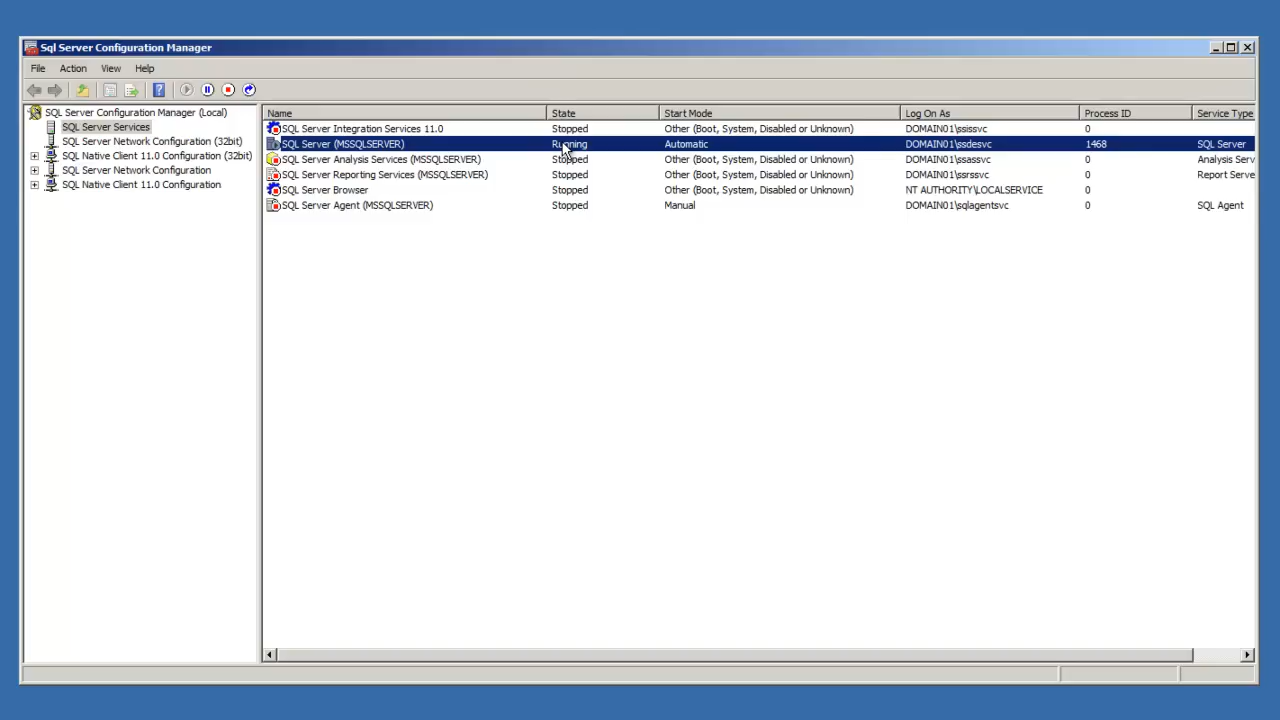 Sql Server Configuration Manager
File Action View Help
SQL Server Configuration Manager (Local)
SQL Server Services
SQL Server Network Configuration (32bit)
SQL Native Client 11.0 Configuration (32bit)
SQL Server Network Configuration
SQL Native Client 11.0 Configuration
Name State Start Mode Log On As Process ID Service Type
SQL Server Integration Services 11.0 Stopped Other (Boot, System, Disabled or Unknown) DOMAIN01\ssissvc 0
SQL Server (MSSQLSERVER) Running Automatic DOMAIN01\ssdesvc 1468 SQL Server
SQL Server Analysis Services (MSSQLSERVER) Stopped Other (Boot, System, Disabled or Unknown) DOMAIN01\ssassvc 0 Analysis Serv
SQL Server Reporting Services (MSSQLSERVER) Stopped Other (Boot, System, Disabled or Unknown) DOMAIN01\ssrssvc 0 Report Serve
SQL Server Browser Stopped Other (Boot, System, Disabled or Unknown) NT AUTHORITY\LOCALSERVICE 0
SQL Server Agent (MSSQLSERVER) Stopped Manual DOMAIN01\sqlagentsvc 0 SQL Agent